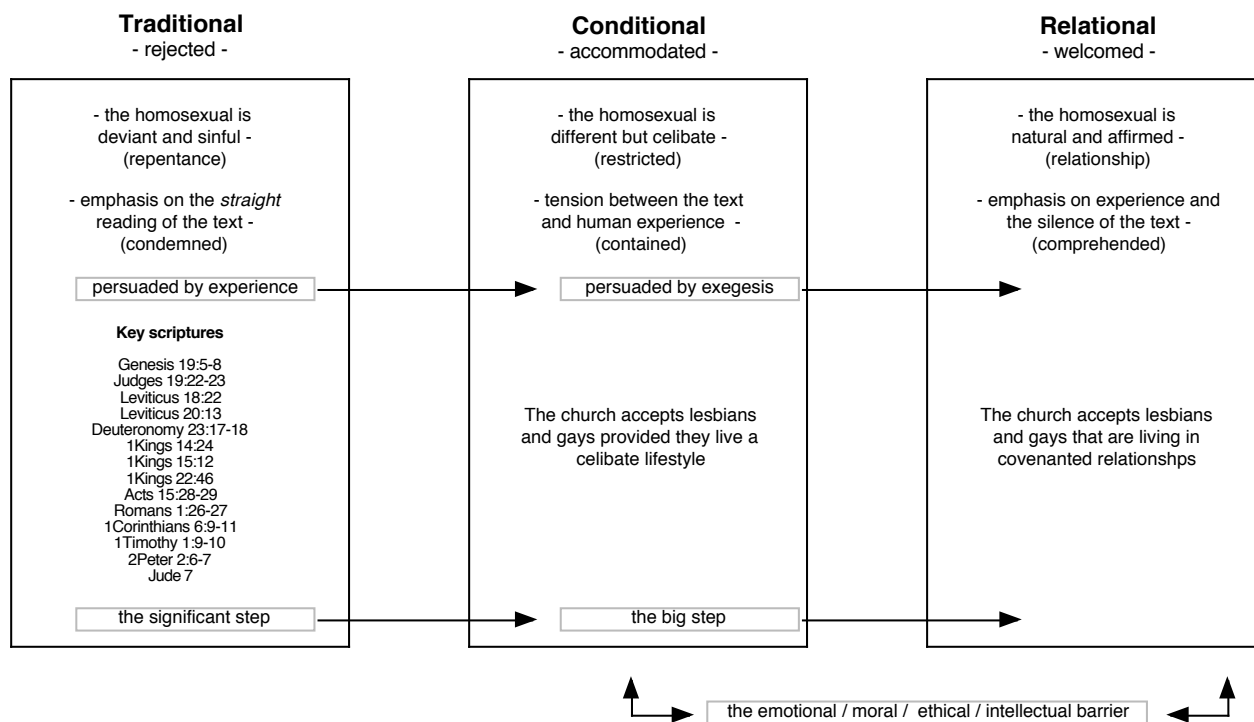 Traditional
- rejected -
- the homosexual is
deviant and sinful -
(repentance)
- emphasis on the straight
reading of the text -
(condemned)
persuaded by experience
Key scriptures
Genesis 19:5-8
Judges 19:22-23
Leviticus 18:22
Leviticus 20:13
Deuteronomy 23:17-18
1Kings 14:24
1Kings 15:12
1Kings 22:46
Acts 15:28-29
Romans 1:26-27
1Corinthians 6:9-11
1Timothy 1:9-10
2Peter 2:6-7
Jude 7
the significant step
Conditional
- accommodated -
- the homosexual is
different but celibate -
(restricted)
- tension between the text
and human experience -
(contained)
persuaded by exegesis
The church accepts lesbians
and gays provided they live a
celibate lifestyle
the big step
Relational
- welcomed -
- the homosexual is
natural and affirmed -
(relationship)
- emphasis on experience and
the silence of the text -
(comprehended)
The church accepts lesbians
and gays that are living in
covenanted relationshps
the emotional / moral / ethical / intellectual barrier